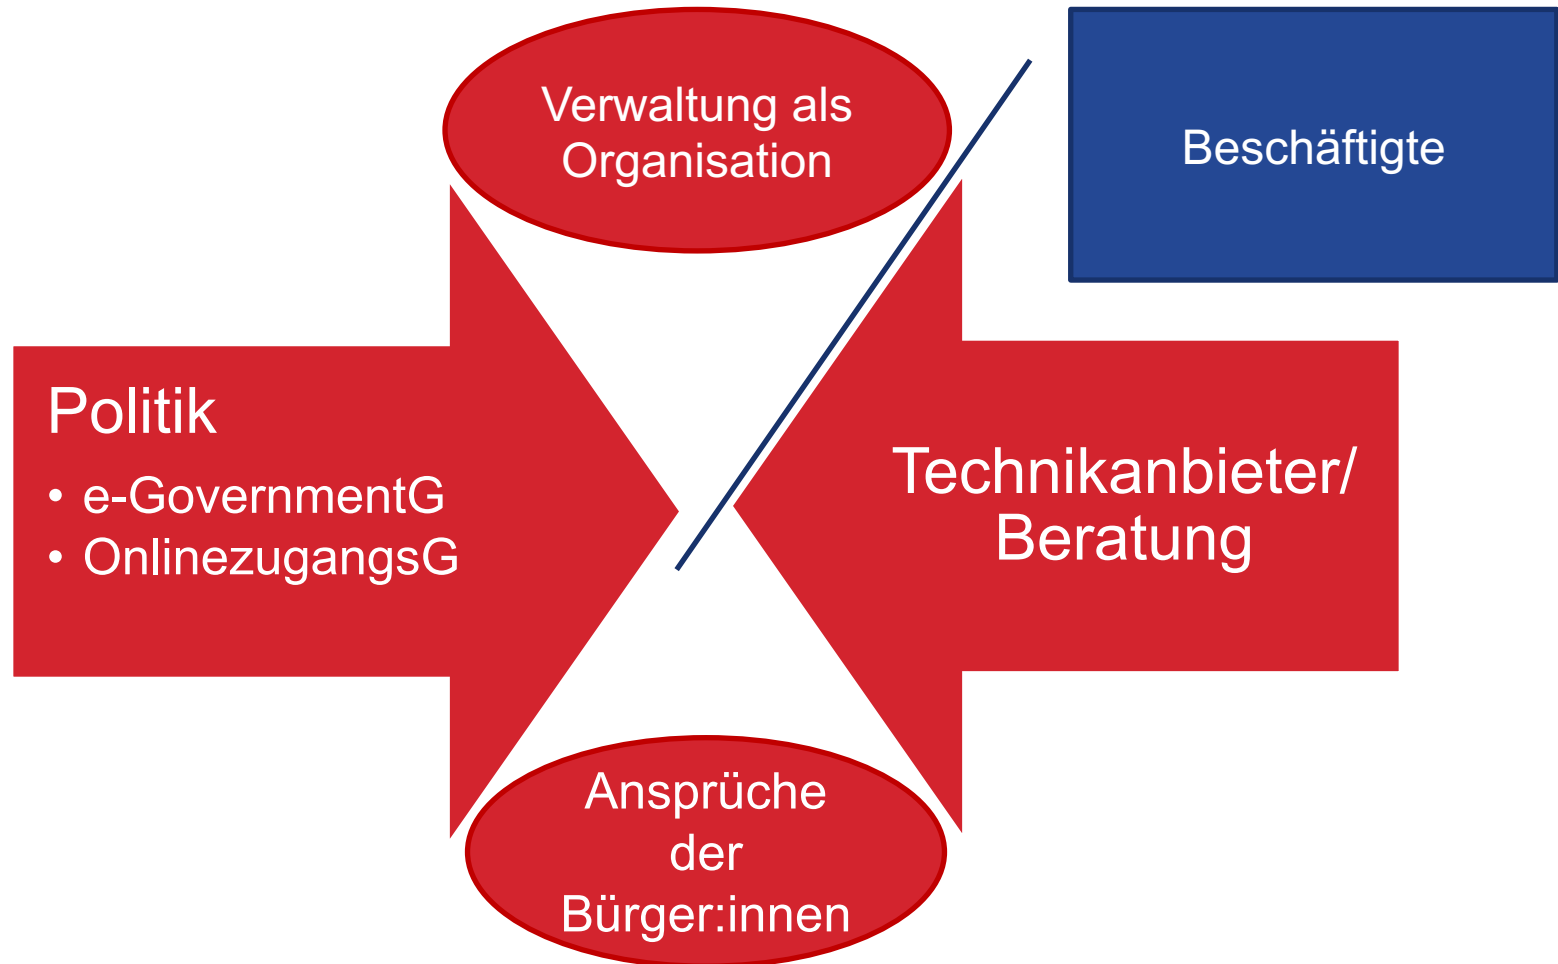 Verwaltung als
Organisation
Beschäftigte
Politik
• e-GovernmentG
• OnlinezugangsG
Technikanbieter/
Beratung
Ansprüche
der
Bürger:innen